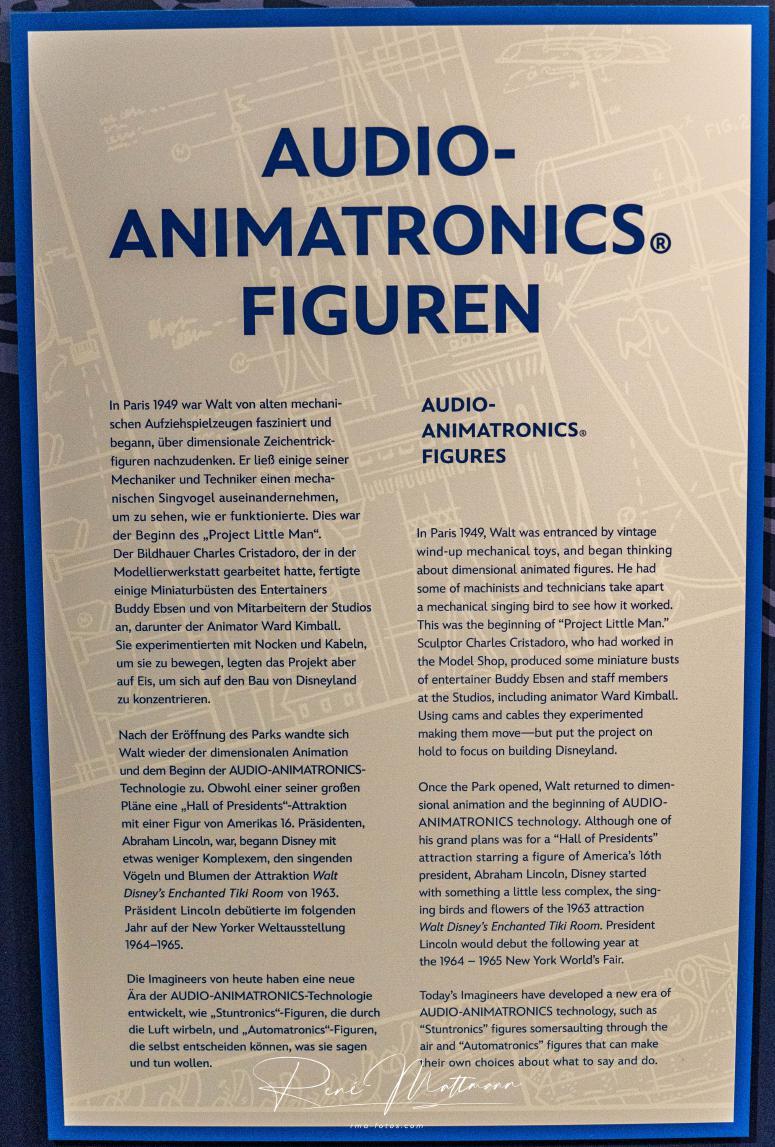 AUDIO-
ANIMATRONICS®
FIGUREN
In Paris 1949 war Walt von alten mechani-
schen Aufziehspielzeugen fasziniert und
begann, über dimensionale Zeichentrick-
figuren nachzudenken. Er ließ einige seiner
Mechaniker und Techniker einen mecha-
nischen Singvogel auseinandernehmen,
um zu sehen, wie er funktionierte. Dies war
der Beginn des „Project Little Man“.
Der Bildhauer Charles Cristadoro, der in der
Modellierwerkstatt gearbeitet hatte, fertigte
einige Miniaturbüsten des Entertainers
Buddy Ebsen und von Mitarbeitern der Studios
an, darunter der Animator Ward Kimball.
Sie experimentierten mit Nocken und Kabeln,
um sie zu bewegen, legten das Projekt aber
auf Eis, um sich auf den Bau von Disneyland
zu konzentrieren.
Nach der Eröffnung des Parks wandte sich
Walt wieder der dimensionalen Animation
und dem Beginn der AUDIO-ANIMATRONICS-
Technologie zu. Obwohl einer seiner großen
Pläne eine „Hall of Presidents“-Attraktion
mit einer Figur von Amerikas 16. Präsidenten,
Abraham Lincoln, war, begann Disney mit
etwas weniger Komplexem, den singenden
Vögeln und Blumen der Attraktion Walt
Disney’s Enchanted Tiki Room von 1963.
Präsident Lincoln debütierte im folgenden
Jahr auf der New Yorker Weltausstellung
1964–1965.
Die Imagineers von heute haben eine neue
Ära der AUDIO-ANIMATRONICS-Technologie
entwickelt, wie „Stuntronics“-Figuren, die durch
die Luft wirbeln, und „Automatronics“-Figuren,
die selbst entscheiden können, was sie sagen
und tun wollen.
AUDIO-
ANIMATRONICS®
FIGURES
In Paris 1949, Walt was entranced by vintage
wind-up mechanical toys, and began thinking
about dimensional animated figures. He had
some of machinists and technicians take apart
a mechanical singing bird to see how it worked.
This was the beginning of “Project Little Man.”
Sculptor Charles Cristadoro, who had worked in
the Model Shop, produced some miniature busts
of entertainer Buddy Ebsen and staff members
at the Studios, including animator Ward Kimball.
Using cams and cables they experimented
making them move—but put the project on
hold to focus on building Disneyland.
Once the Park opened, Walt returned to dimen-
sional animation and the beginning of AUDIO-
ANIMATRONICS technology. Although one of
his grand plans was for a “Hall of Presidents”
attraction starring a figure of America’s 16th
president, Abraham Lincoln, Disney started
with something a little less complex, the sing-
ing birds and flowers of the 1963 attraction
Walt Disney’s Enchanted Tiki Room. President
Lincoln would debut the following year at
the 1964 – 1965 New York World’s Fair.
Today’s Imagineers have developed a new era of
AUDIO-ANIMATRONICS technology, such as
“Stuntronics” figures somersaulting through the
air and “Automatronics” figures that can make
their own choices about what to say and do.
FIG.2
René Mattmann
rma-fotos.com